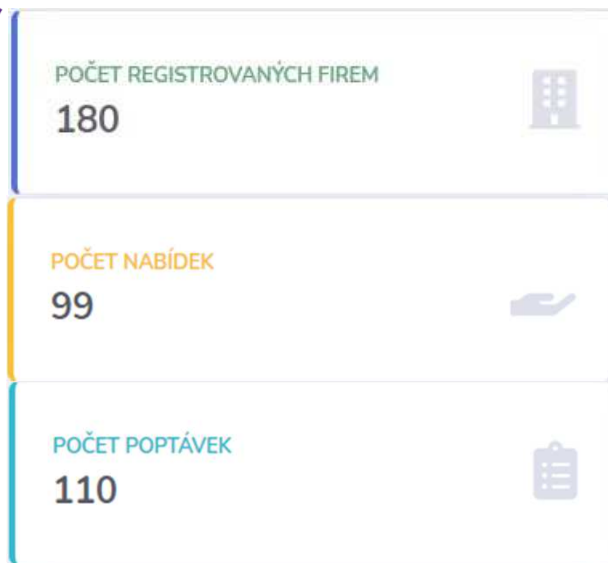 POČET REGISTROVANÝCH FIREM
180
POČET NABÍDEK
99
POČET POPTÁVEK
110